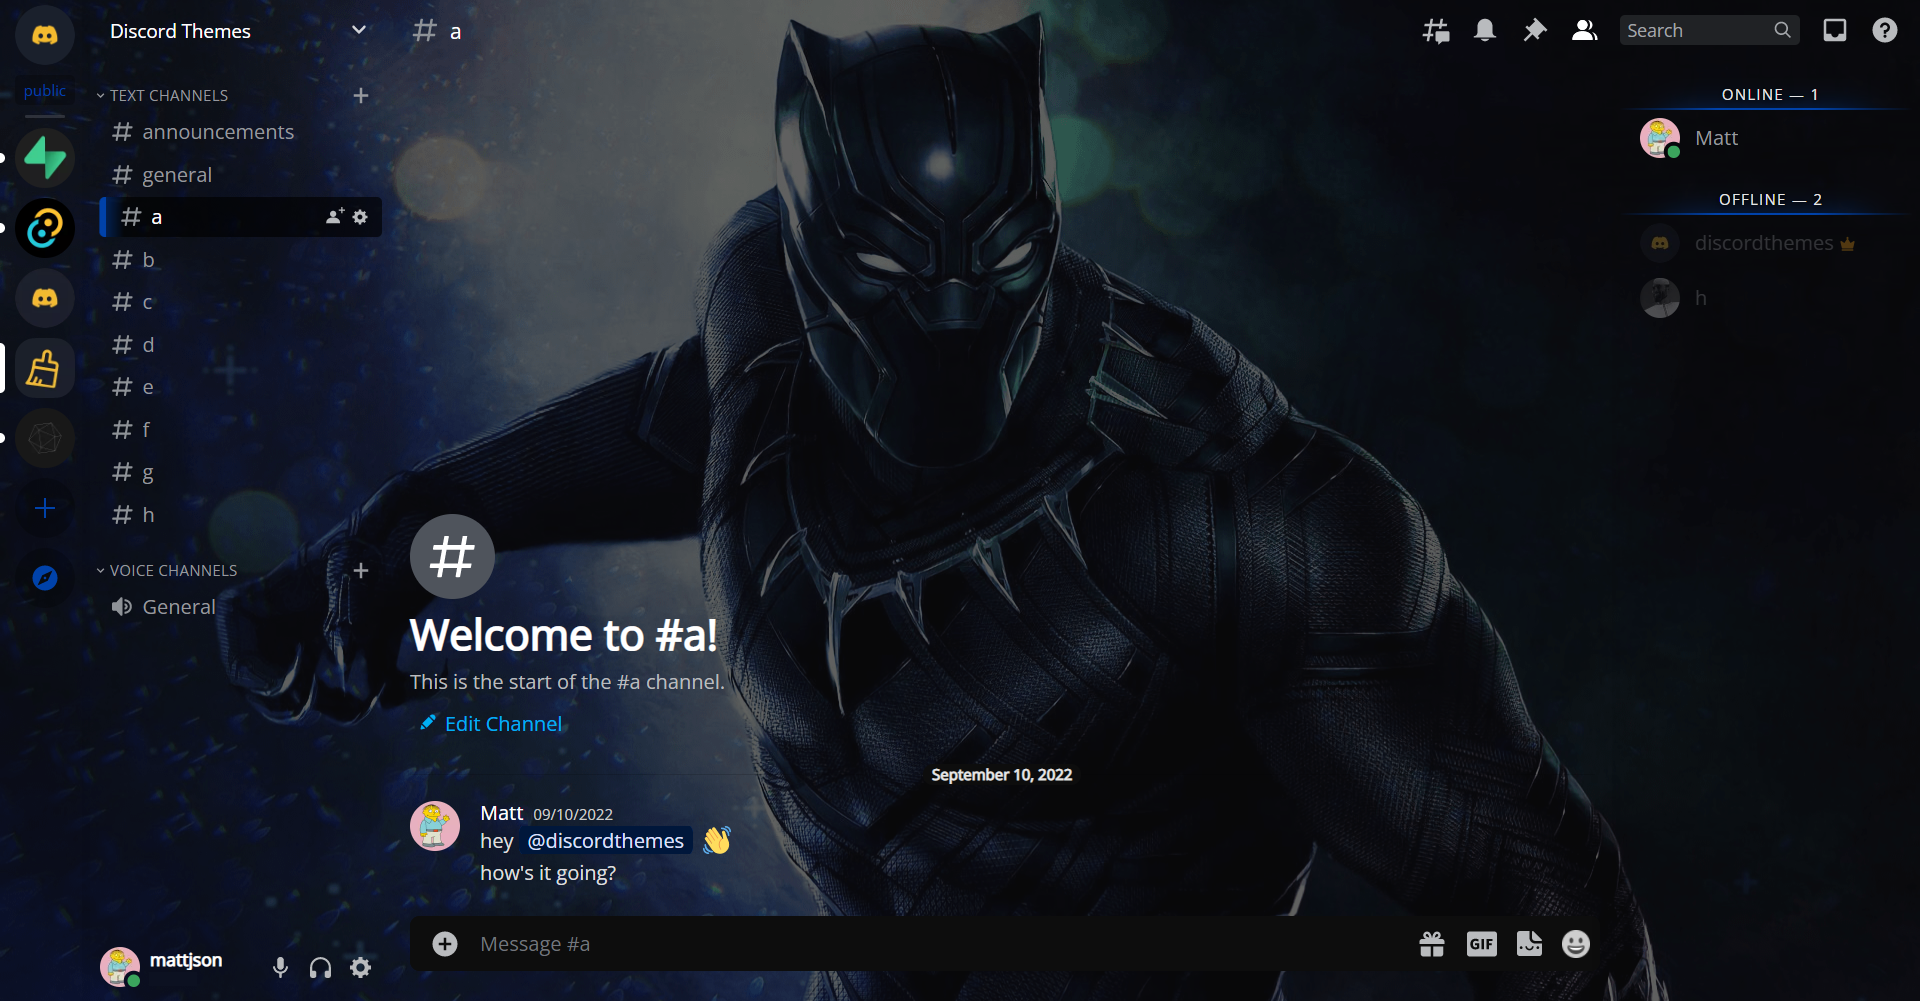 public
Discord Themes
TEXT CHANNELS
announcements
general
a
b
c
d
e
f
g
h
VOICE CHANNELS
General
mattjson
# a
Search
Welcome to #a!
This is the start of the #a channel.
Edit Channel
September 10, 2022
Matt 09/10/2022
hey @discordthemes 👋
how's it going?
Message #a
GIF
ONLINE — 1
Matt
OFFLINE — 2
discordthemes
h